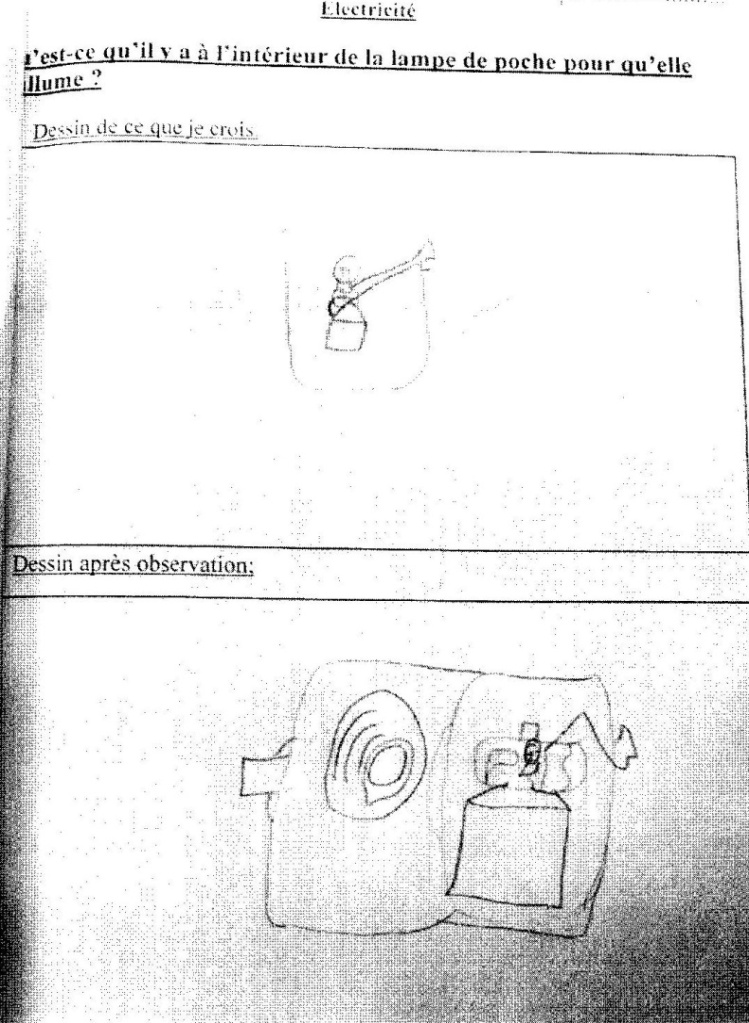 Electricité
'est-ce qu'il y a à l'intérieur de la lampe de poche pour qu'elle
illume ?
Dessin de ce que je crois
Dessin après observation: